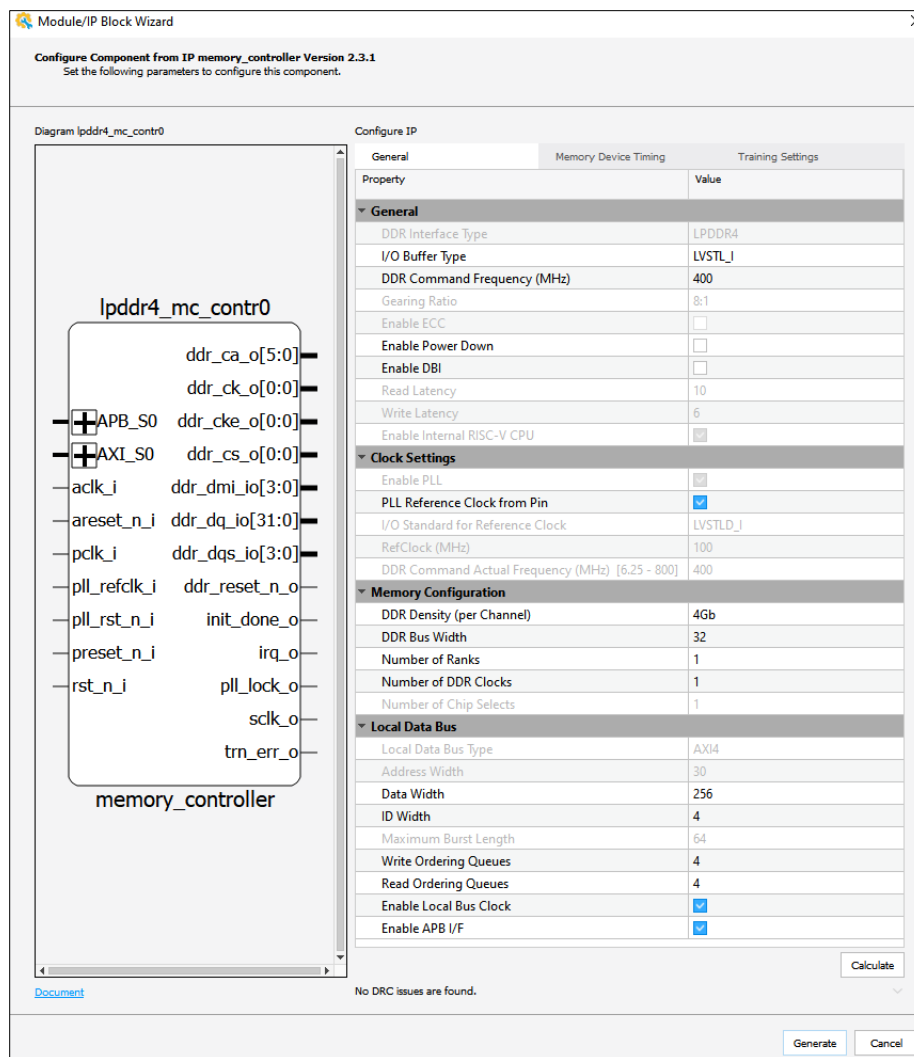 Module/IP Block Wizard
Configure Component from IP memory_controller Version 2.3.1
Set the following parameters to configure this component.
Diagram lpddr4_mc_contr0
lpddr4_mc_contr0
ddr_ca_o[5:0]
ddr_ck_o[0:0]
APB_S0 ddr_cke_o[0:0]
AXI_S0 ddr_cs_o[0:0]
aclk_i ddr_dmi_io[3:0]
areset_n_i ddr_dq_io[31:0]
pclk_i ddr_dqs_io[3:0]
pll_refclk_i ddr_reset_n_o
pll_rst_n_i init_done_o
preset_n_i irq_o
rst_n_i pll_lock_o
sclk_o
trn_err_o
memory_controller
Document
Configure IP
General Memory Device Timing Training Settings
Property Value
General
DDR Interface Type LPDDR4
I/O Buffer Type LVSTL_I
DDR Command Frequency (MHz) 400
Gearing Ratio 8:1
Enable ECC
Enable Power Down
Enable DBI
Read Latency 10
Write Latency 6
Enable Internal RISC-V CPU
Clock Settings
Enable PLL
PLL Reference Clock from Pin
I/O Standard for Reference Clock LVSTLD_I
RefClock (MHz) 100
DDR Command Actual Frequency (MHz) [6.25 - 800] 400
Memory Configuration
DDR Density (per Channel) 4Gb
DDR Bus Width 32
Number of Ranks 1
Number of DDR Clocks 1
Number of Chip Selects 1
Local Data Bus
Local Data Bus Type AXI4
Address Width 30
Data Width 256
ID Width 4
Maximum Burst Length 64
Write Ordering Queues 4
Read Ordering Queues 4
Enable Local Bus Clock
Enable APB I/F
Calculate
No DRC issues are found.
Generate Cancel